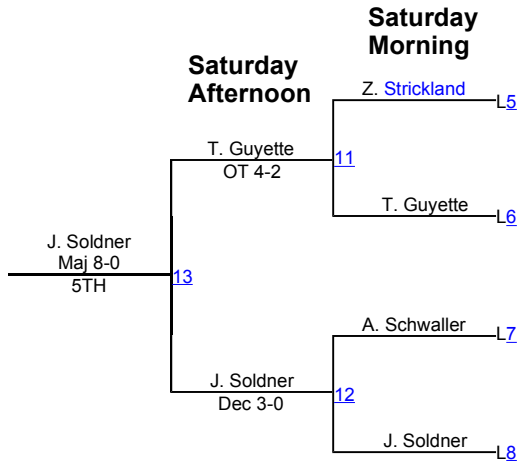 Saturday
Morning
Saturday
Afternoon
Z. Strickland
L5
T. Guyette
OT 4-2
11
T. Guyette
L6
J. Soldner
Maj 8-0
5TH
13
A. Schwaller
L7
J. Soldner
Dec 3-0
12
J. Soldner
L8